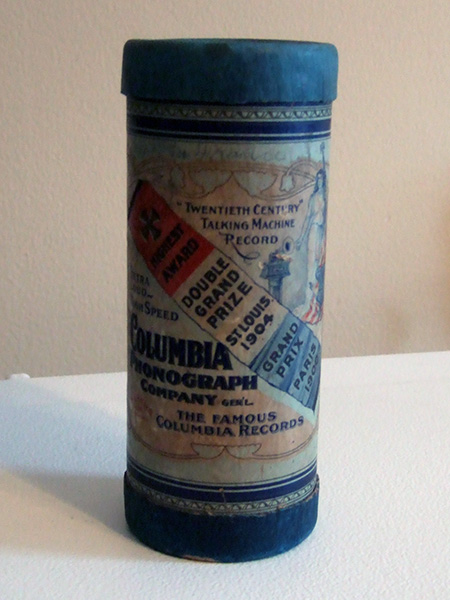 "TWENTIETH CENTURY"
TALKING MACHINE
RECORD
HIGHEST
AWARD
DOUBLE
GRAND
PRIZE
ST. LOUIS.
1904
GRAND
PRIX
PARIS
SPEED
COLUMBIA
PHONOGRAPH
COMPANY GEN'L.
THE FAMOUS
COLUMBIA RECORDS